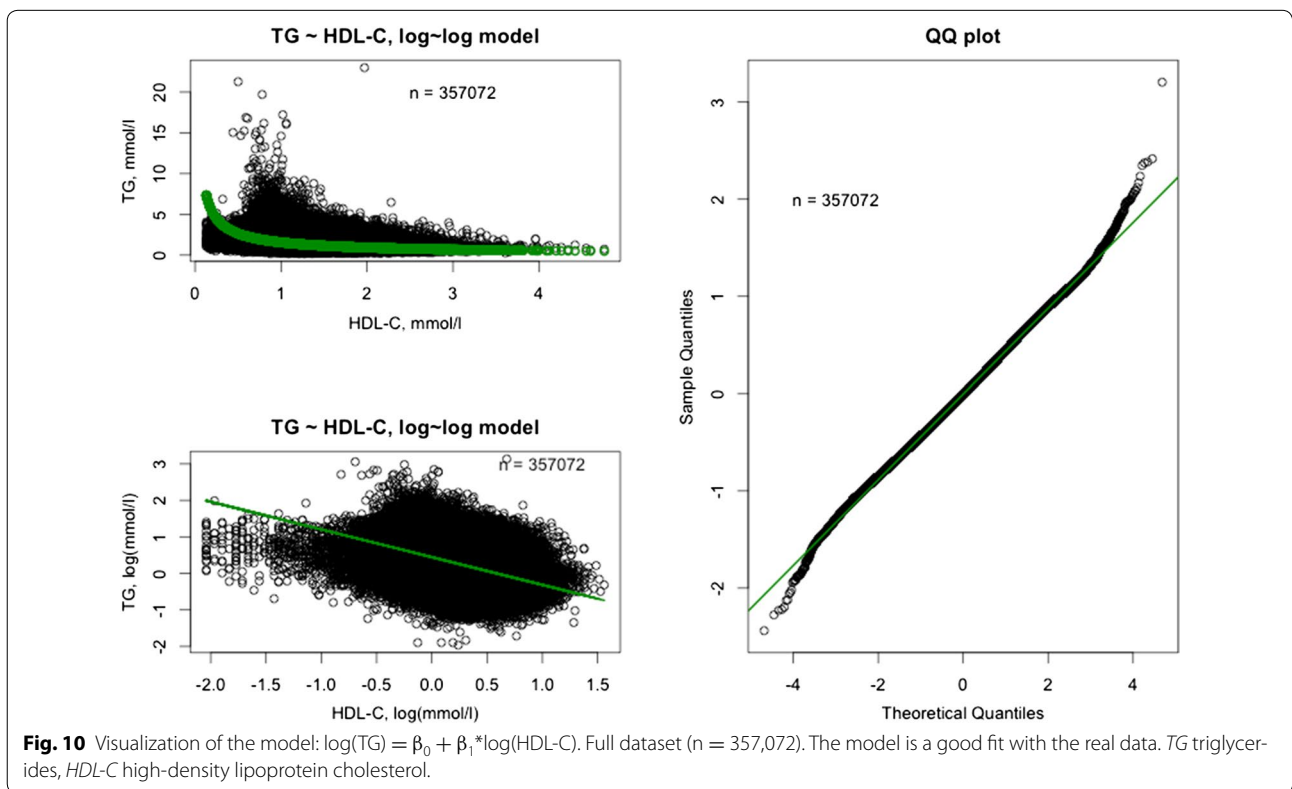 TG ~ HDL-C, log~log model
n = 357072
TG, mmol/l
20
15
10
5
0
0 1 2 3 4
HDL-C, mmol/l
TG ~ HDL-C, log~log model
n = 357072
TG, log(mmol/l)
3
2
1
0
-1
-2
-2.0 -1.5 -1.0 -0.5 0.0 0.5 1.0 1.5
HDL-C, log(mmol/l)
QQ plot
n = 357072
Sample Quantiles
3
2
1
0
-1
-2
-4 -2 0 2 4
Theoretical Quantiles
Fig. 10 Visualization of the model: log(TG) = β₀ + β₁*log(HDL-C). Full dataset (n = 357,072). The model is a good fit with the real data. TG triglycer-
ides, HDL-C high-density lipoprotein cholesterol.